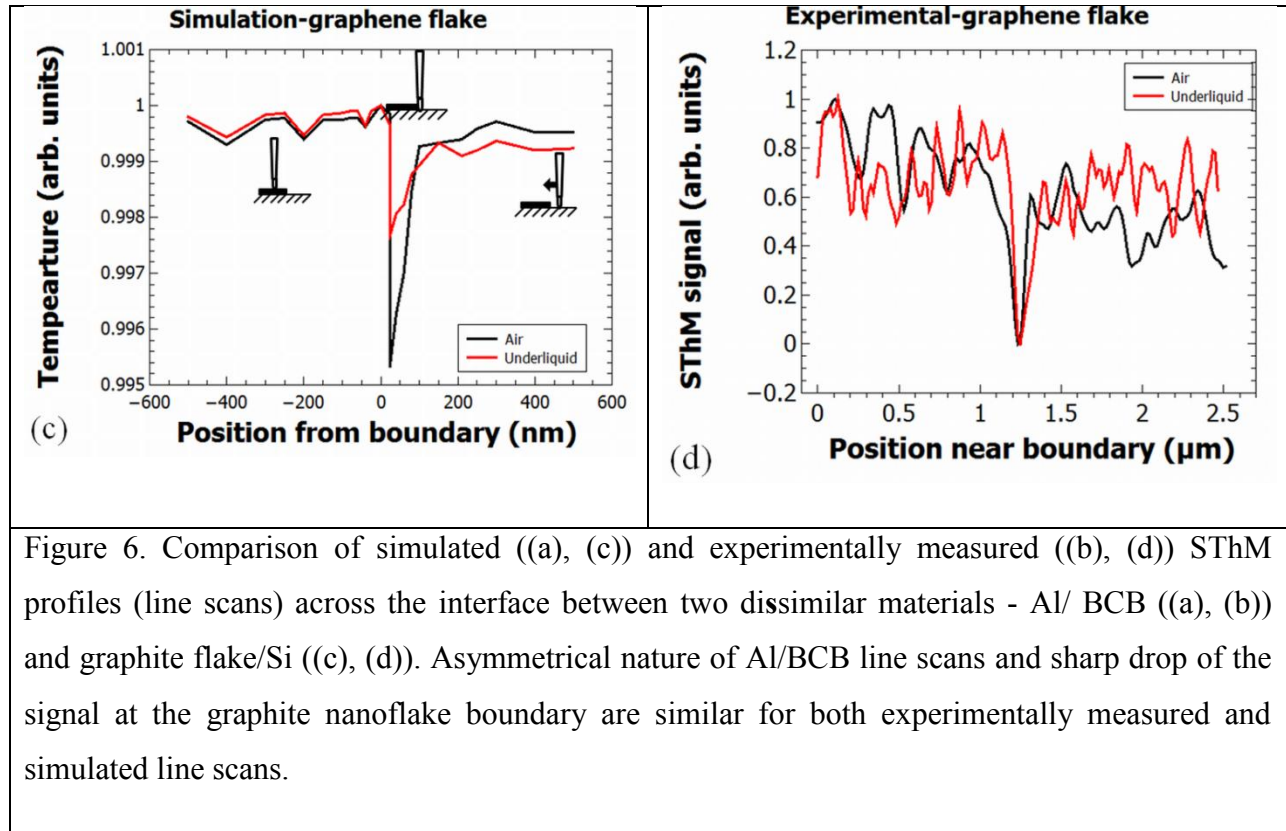 Simulation-graphene flake
Tempearture (arb. units)
1.001
1
0.999
0.998
0.997
0.996
0.995
Air
Underliquid
−600
−400
−200
0
200
400
600
(c)
Position from boundary (nm)
Experimental-graphene flake
SThM signal (arb. units)
1.2
1
0.8
0.6
0.4
0.2
0
−0.2
Air
Underliquid
0
0.5
1
1.5
2
2.5
(d)
Position near boundary (µm)
Figure 6. Comparison of simulated ((a), (c)) and experimentally measured ((b), (d)) SThM
profiles (line scans) across the interface between two dissimilar materials - Al/ BCB ((a), (b))
and graphite flake/Si ((c), (d)). Asymmetrical nature of Al/BCB line scans and sharp drop of the
signal at the graphite nanoflake boundary are similar for both experimentally measured and
simulated line scans.